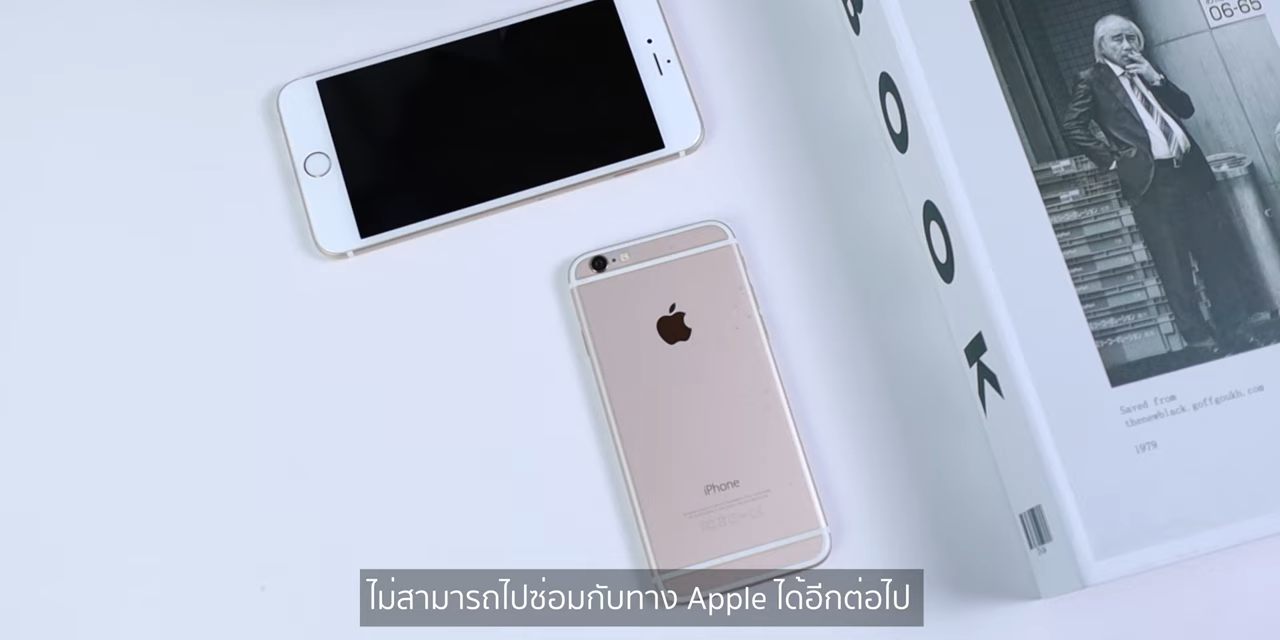 06-65
BOOK
Saved from
thenewblack.goffgoukh.com
1979
iPhone
ไม่สามารถไปซ่อมกับทาง Apple ได้อีกต่อไป